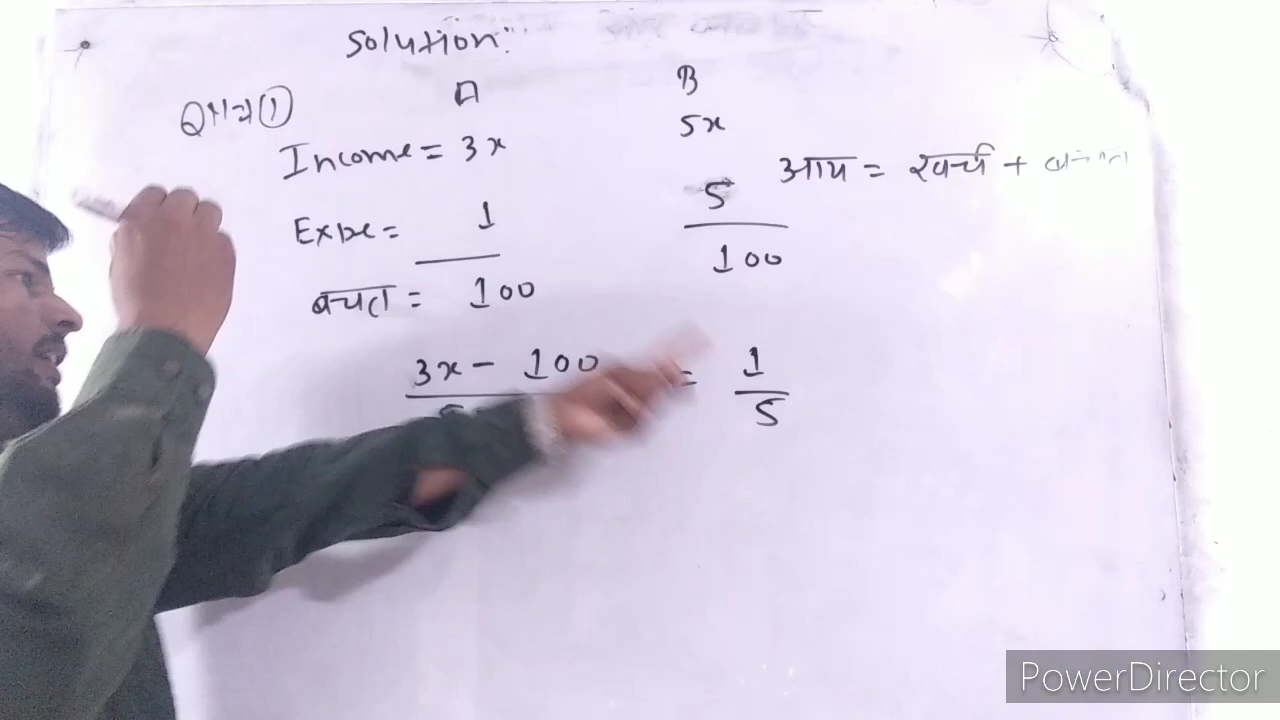 Solution:
A B
प्रश्न ①
Income = 3x 5x
आय = खर्च +
Expe = 1 5
बचत = 100 100
3x - 100 = 1
5
PowerDirector